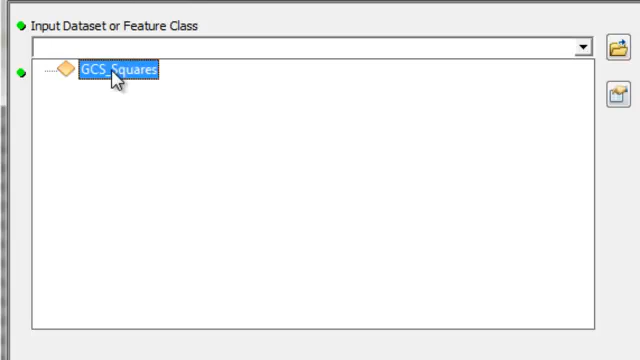 Input Dataset or Feature Class
GCS_Squares